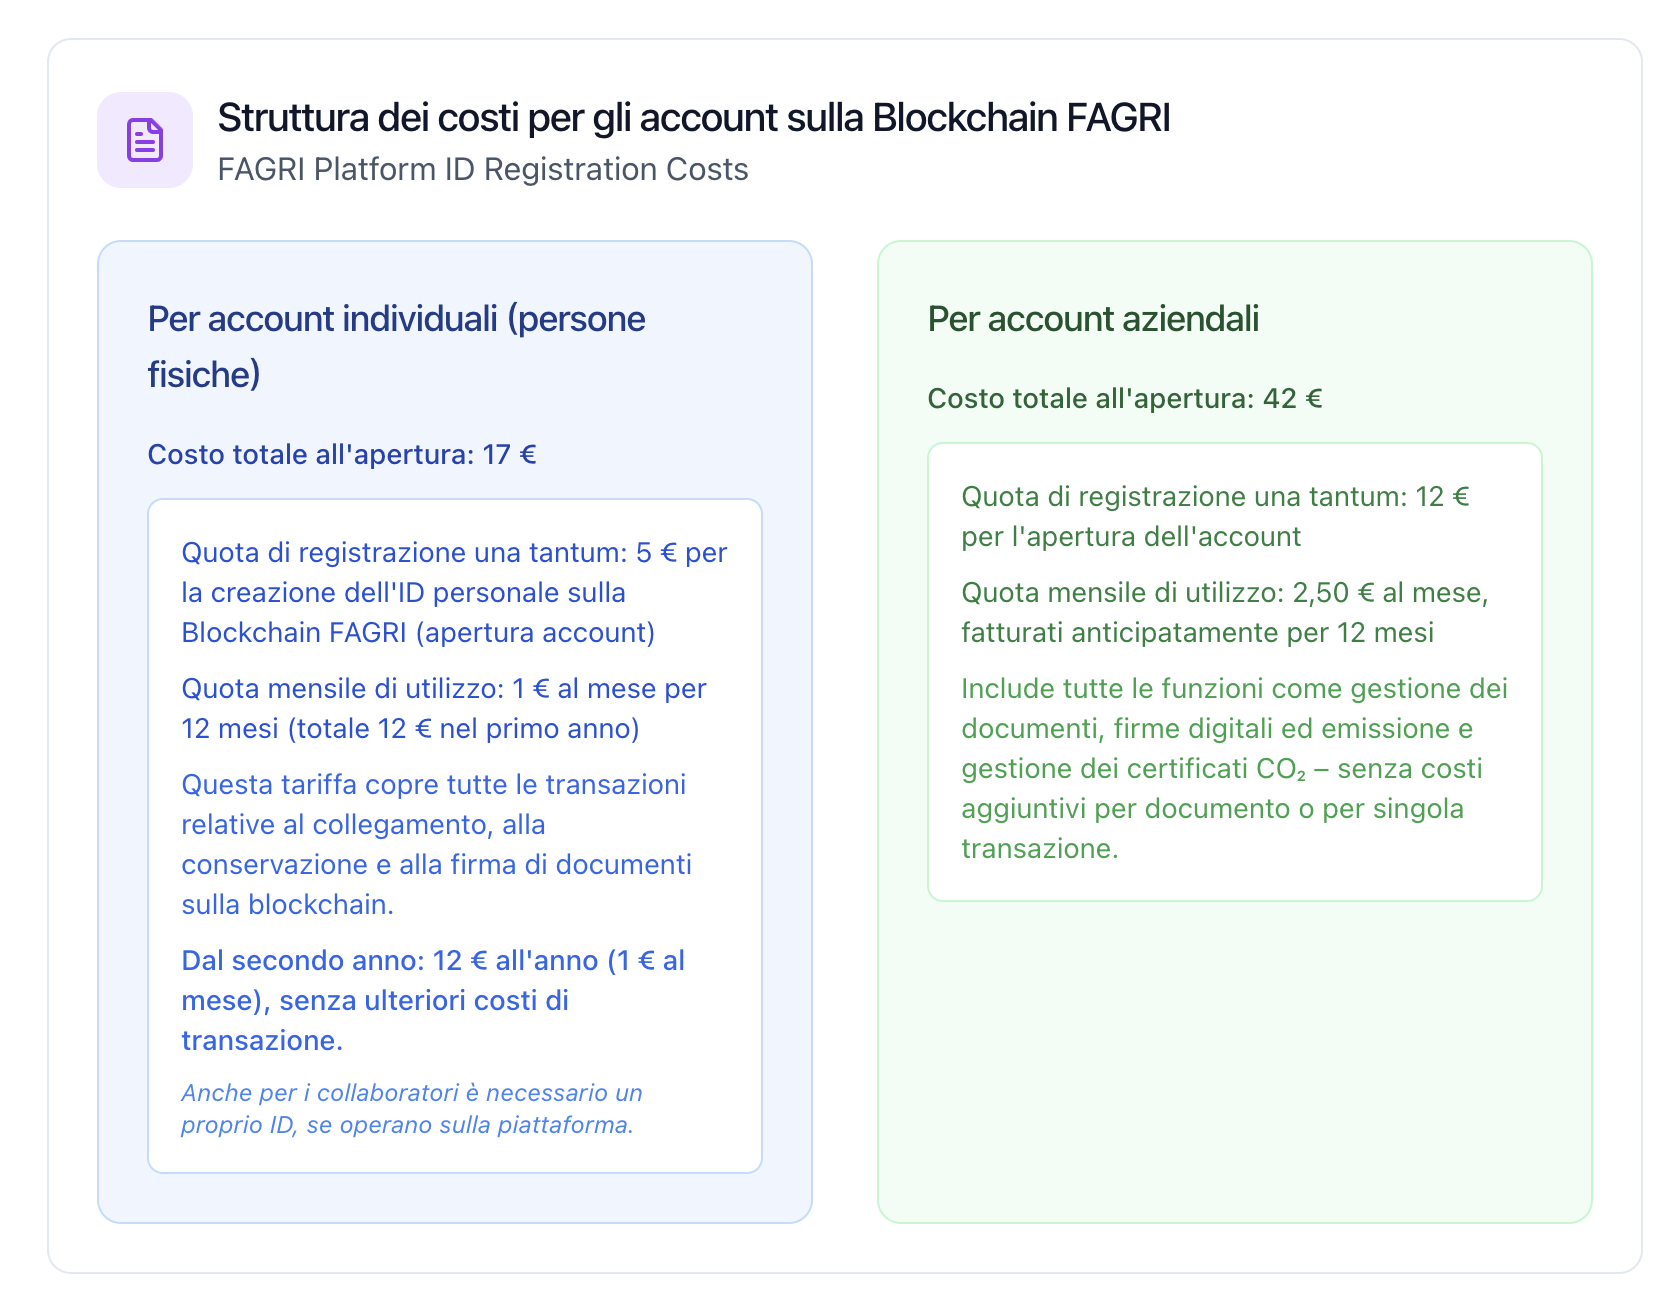 Struttura dei costi per gli account sulla Blockchain FAGRI
FAGRI Platform ID Registration Costs
Per account individuali (persone
fisiche)
Costo totale all'apertura: 17 €
Quota di registrazione una tantum: 5 € per
la creazione dell'ID personale sulla
Blockchain FAGRI (apertura account)
Quota mensile di utilizzo: 1 € al mese per
12 mesi (totale 12 € nel primo anno)
Questa tariffa copre tutte le transazioni
relative al collegamento, alla
conservazione e alla firma di documenti
sulla blockchain.
Dal secondo anno: 12 € all'anno (1 € al
mese), senza ulteriori costi di
transazione.
Anche per i collaboratori è necessario un
proprio ID, se operano sulla piattaforma.
Per account aziendali
Costo totale all'apertura: 42 €
Quota di registrazione una tantum: 12 €
per l'apertura dell'account
Quota mensile di utilizzo: 2,50 € al mese,
fatturati anticipatamente per 12 mesi
Include tutte le funzioni come gestione dei
documenti, firme digitali ed emissione e
gestione dei certificati CO₂ – senza costi
aggiuntivi per documento o per singola
transazione.